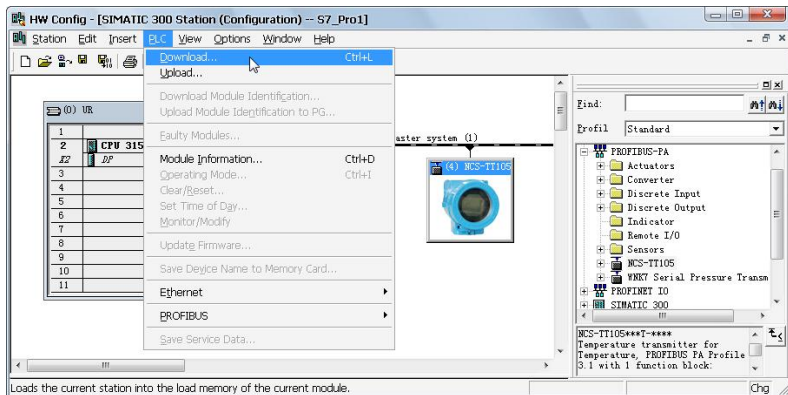 HW Config - [SIMATIC 300 Station (Configuration) -- S7_Pro1]
Station Edit Insert PLC View Options Window Help
Download... Ctrl+L
Upload...
Download Module Identification...
Upload Module Identification to PG...
Faulty Modules...
Module Information... Ctrl+D
Operating Mode... Ctrl+I
Clear/Reset...
Set Time of Day...
Monitor/Modify
Update Firmware...
Save Device Name to Memory Card...
Ethernet
PROFIBUS
Save Service Data...
(0) UR
1
2 CPU 315
X2 DP
3
4
5
6
7
8
9
10
11
aster system (1)
(4) NCS-TT105
Find:
Profil Standard
PROFIBUS-PA
Actuators
Converter
Discrete Input
Discrete Output
Indicator
Remote I/O
Sensors
NCS-TT105
Serial Pressure Transm
PROFINET IO
SIMATIC 300
NCS-TT105***T-****
Temperature transmitter for
Temperature, PROFIBUS PA Profile
3.1 with 1 function block:
Loads the current station into the load memory of the current module.
Chg